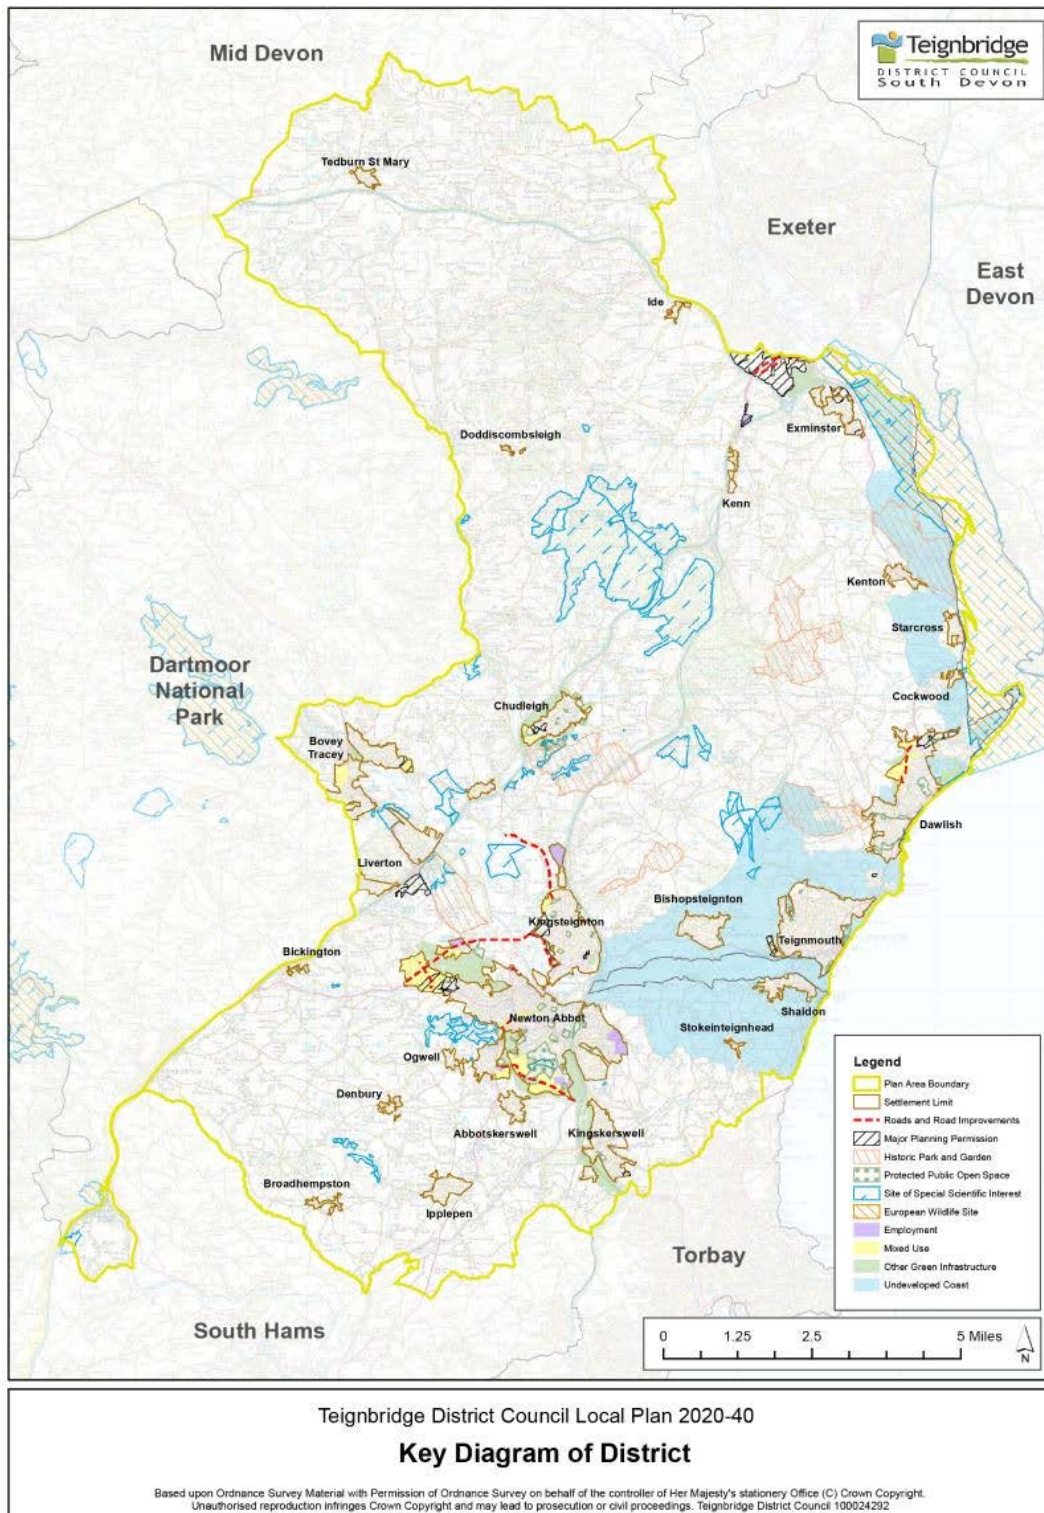 Mid Devon
Teignbridge
DISTRICT COUNCIL
South Devon
Tedburn St Mary
Exeter
East
Devon
Ide
Exminster
Doddiscombsleigh
Kenn
Kenton
Starcross
Dartmoor
National
Park
Cockwood
Chudleigh
Bovey
Tracey
Dawlish
Liverton
Bishopsteignton
Kingsteignton
Teignmouth
Bickington
Shaldon
Newton Abbot
Stokeinteignhead
Ogwell
Denbury
Abbotskerswell
Kingskerswell
Broadhempston
Ipplepen
Torbay
South Hams
Legend
Plan Area Boundary
Settlement Limit
Roads and Road Improvements
Major Planning Permission
Historic Park and Garden
Protected Public Open Space
Site of Special Scientific Interest
European Wildlife Site
Employment
Mixed Use
Other Green Infrastructure
Undeveloped Coast
0 1.25 2.5 5 Miles
N
Teignbridge District Council Local Plan 2020-40
Key Diagram of District
Based upon Ordnance Survey Material with Permission of Ordnance Survey on behalf of the controller of Her Majesty's stationery Office (C) Crown Copyright.
Unauthorised reproduction infringes Crown Copyright and may lead to prosecution or civil proceedings. Teignbridge District Council 100024292